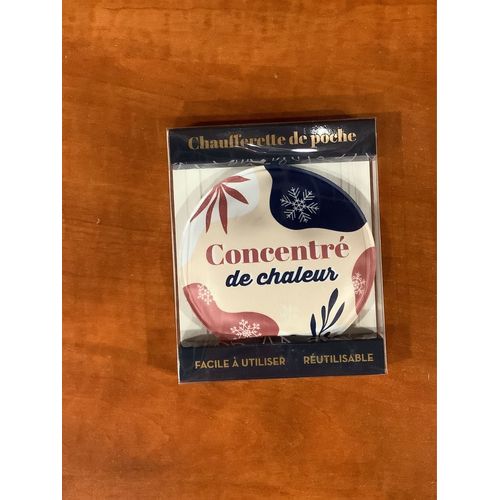 Chaufferette de poche
Concentré
de chaleur
FACILE À UTILISER RÉUTILISABLE